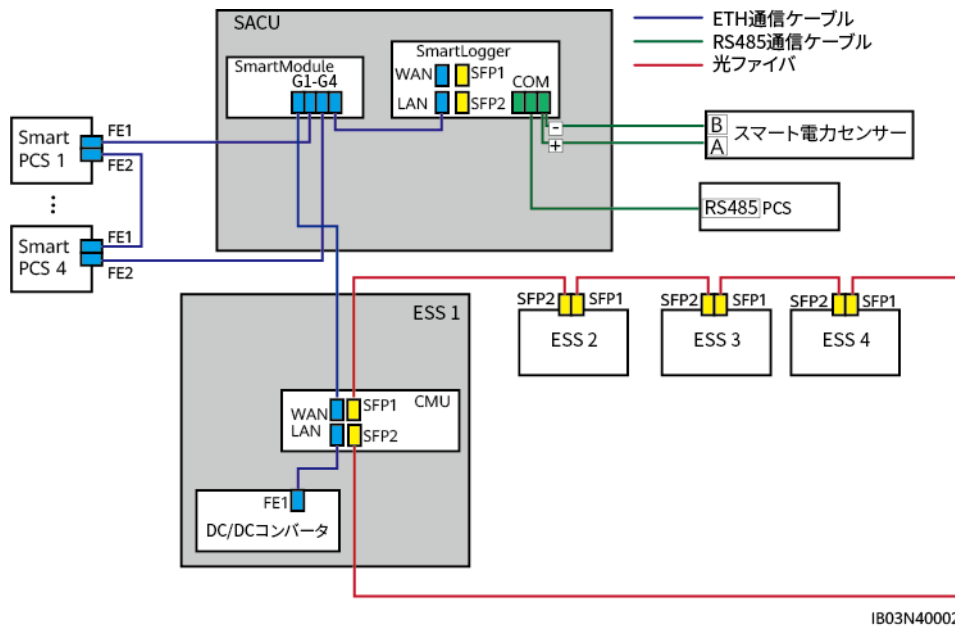 SACU
ETH通信ケーブル
RS485通信ケーブル
光ファイバ
SmartModule
G1-G4
SmartLogger
WAN
SFP1
COM
LAN
SFP2
Smart
PCS 1
FE1
FE2
⋮
Smart
PCS 4
FE1
FE2
-
+
B
A
スマート電力センサー
RS485 PCS
ESS 1
SFP2
SFP1
ESS 2
SFP2
SFP1
ESS 3
SFP2
SFP1
ESS 4
CMU
WAN
SFP1
LAN
SFP2
FE1
DC/DCコンバータ
IB03N40002